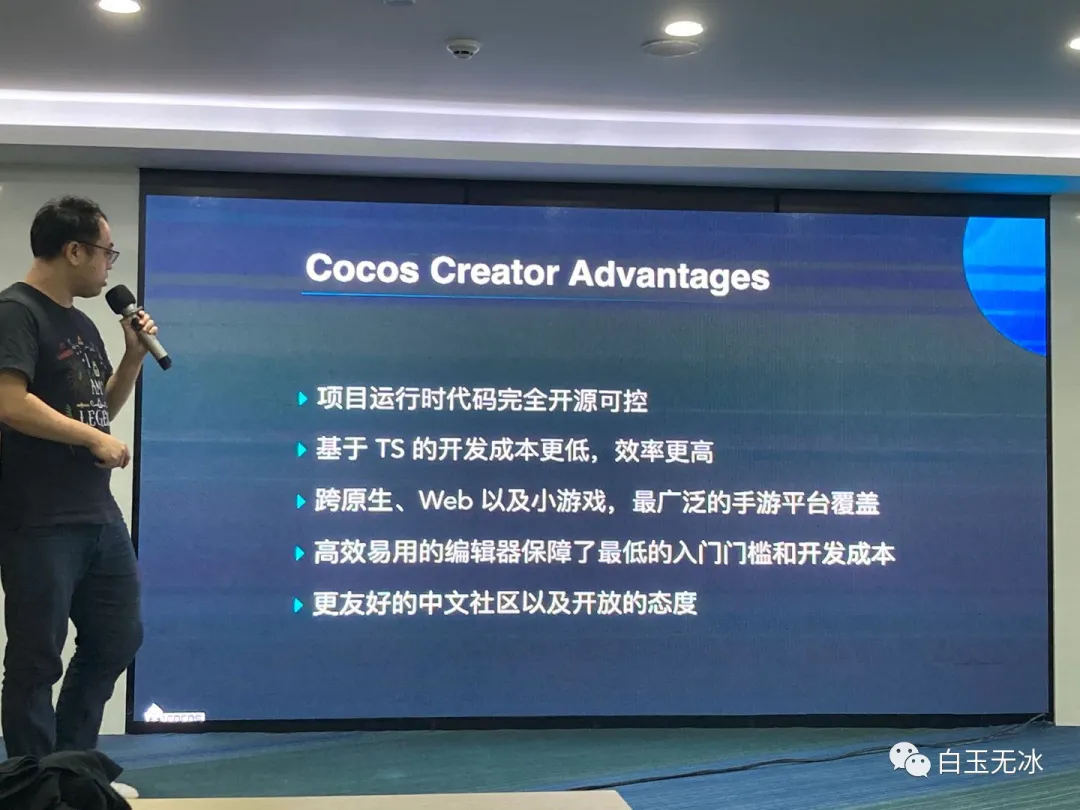 Cocos Creator Advantages
项目运行时代码完全开源可控
基于 TS 的开发成本更低，效率更高
跨原生、Web 以及小游戏，最广泛的手游平台覆盖
高效易用的编辑器保障了最低的入门门槛和开发成本
更友好的中文社区以及开放的态度
I
AM
COCOS
白玉无冰